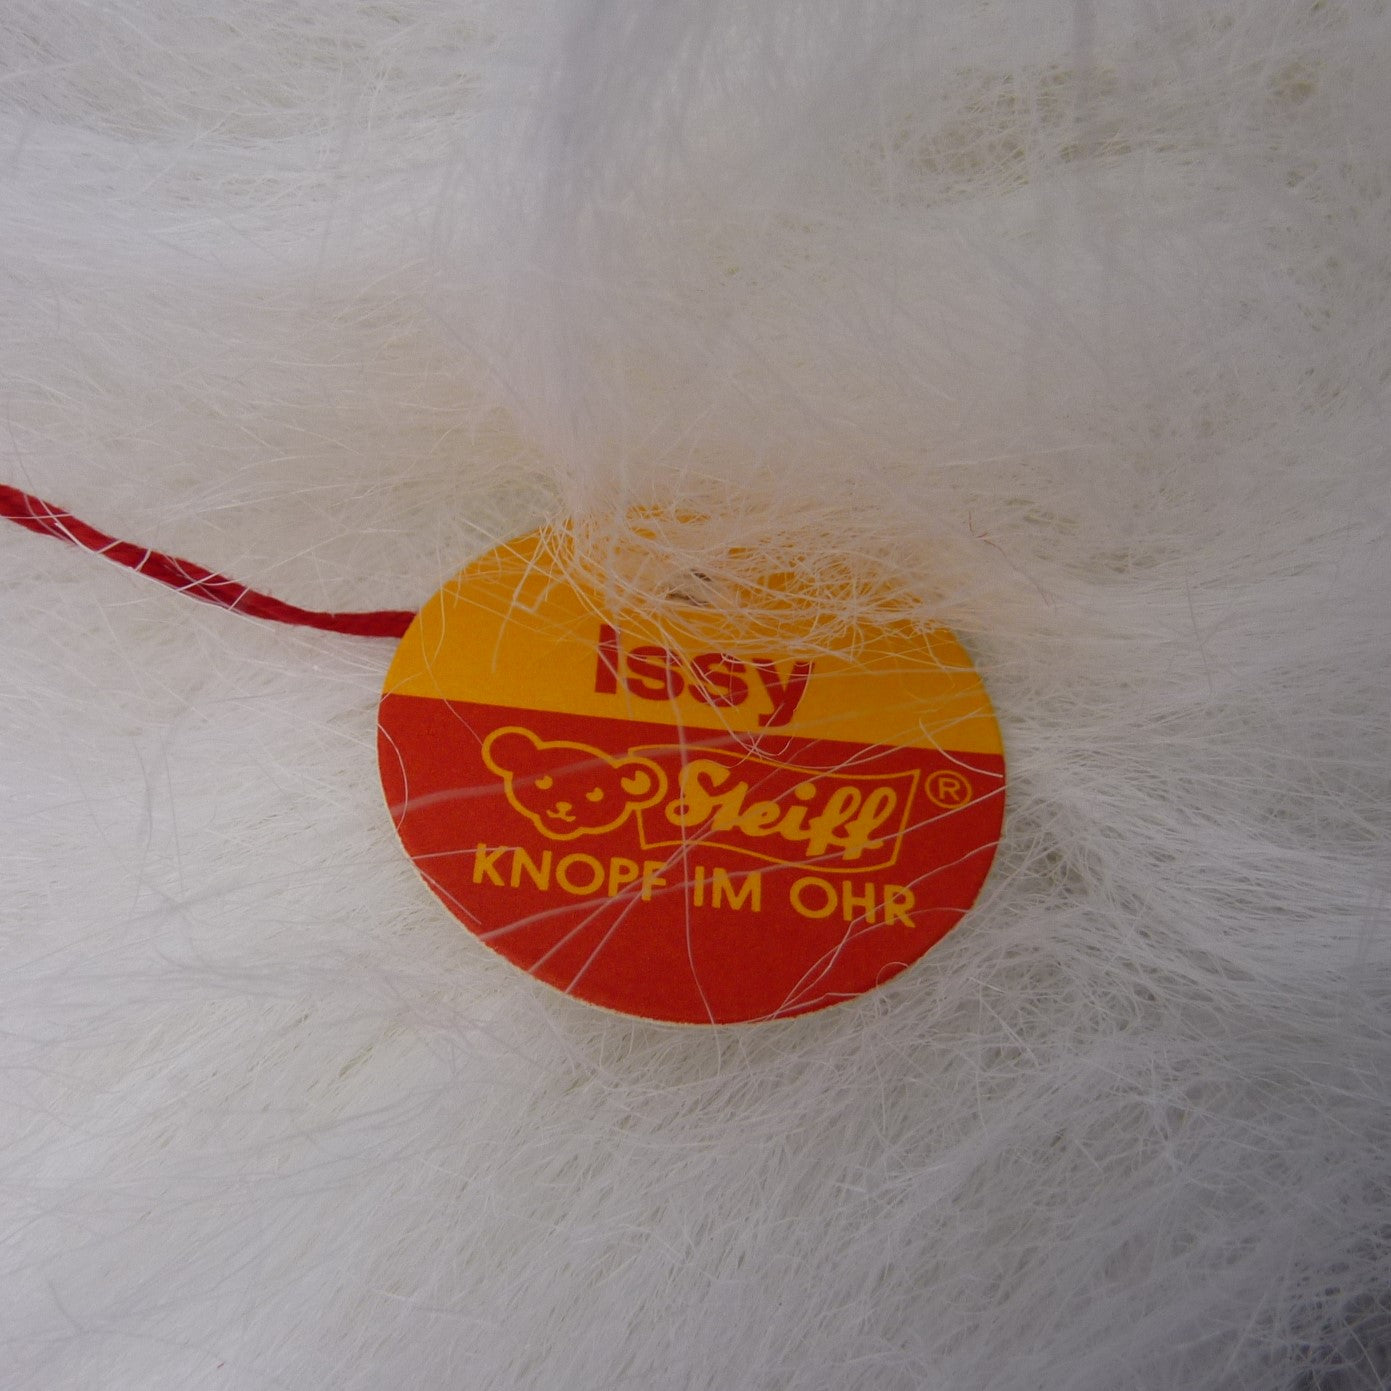 Issy
Steiff ®
KNOPF IM OHR